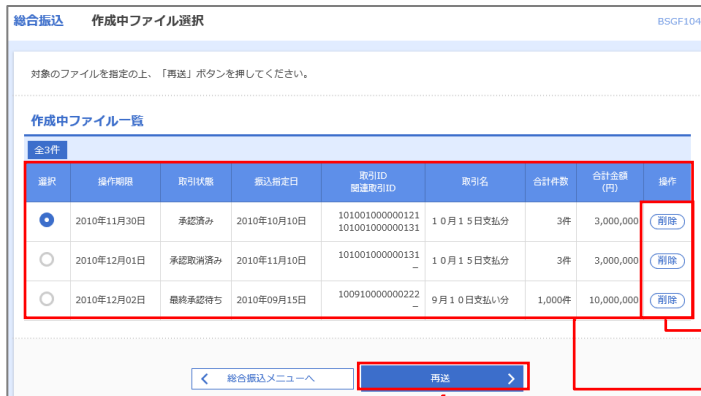 総合振込 作成中ファイル選択 BSGF104
対象のファイルを指定の上、「再送」ボタンを押してください。
作成中ファイル一覧
全3件
選択 操作期限 取引状態 振込指定日 取引ID 関連取引ID 取引名 合計件数 合計金額(円) 操作
2010年11月30日 承認済み 2010年10月10日 101001000000121 101001000000131 10月15日支払分 3件 3,000,000 削除
2010年12月01日 承認取消済み 2010年11月10日 101001000000131 – 10月15日支払分 3件 3,000,000 削除
2010年12月02日 最終承認待ち 2010年09月15日 100910000000222 – 9月10日支払い分 1,000件 10,000,000 削除
総合振込メニューへ 再送